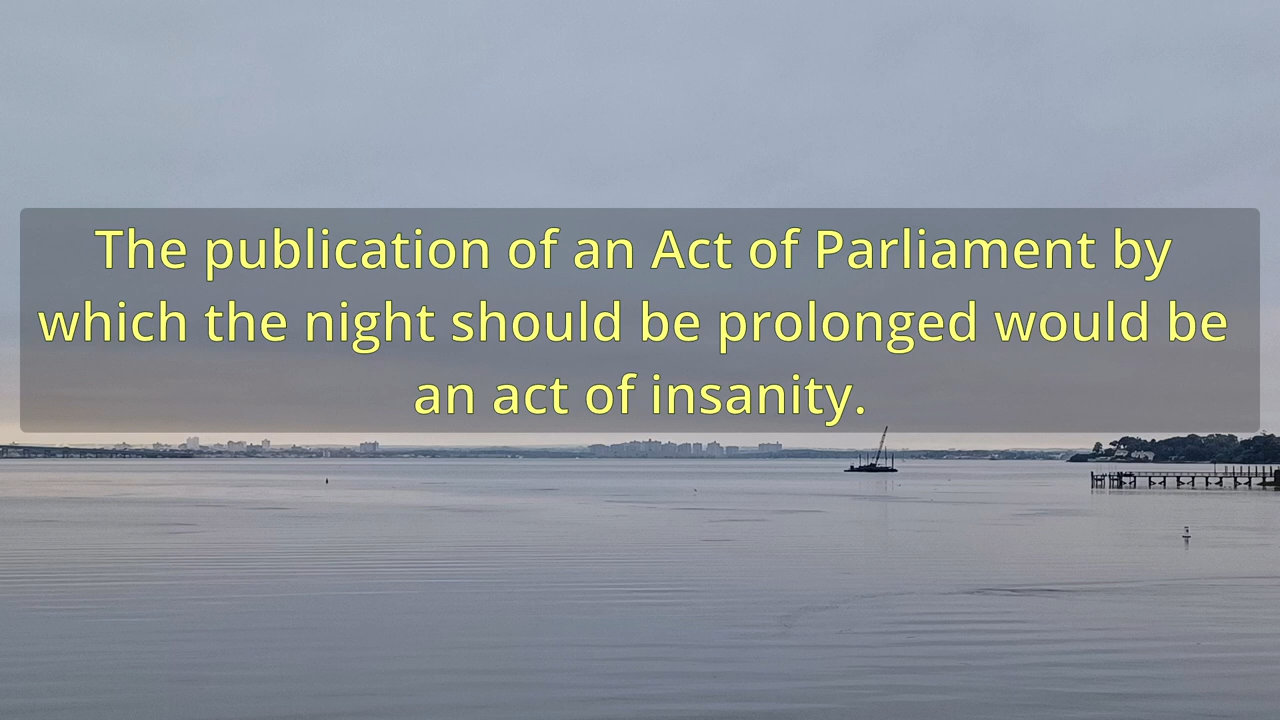 The publication of an Act of Parliament by
which the night should be prolonged would be
an act of insanity.